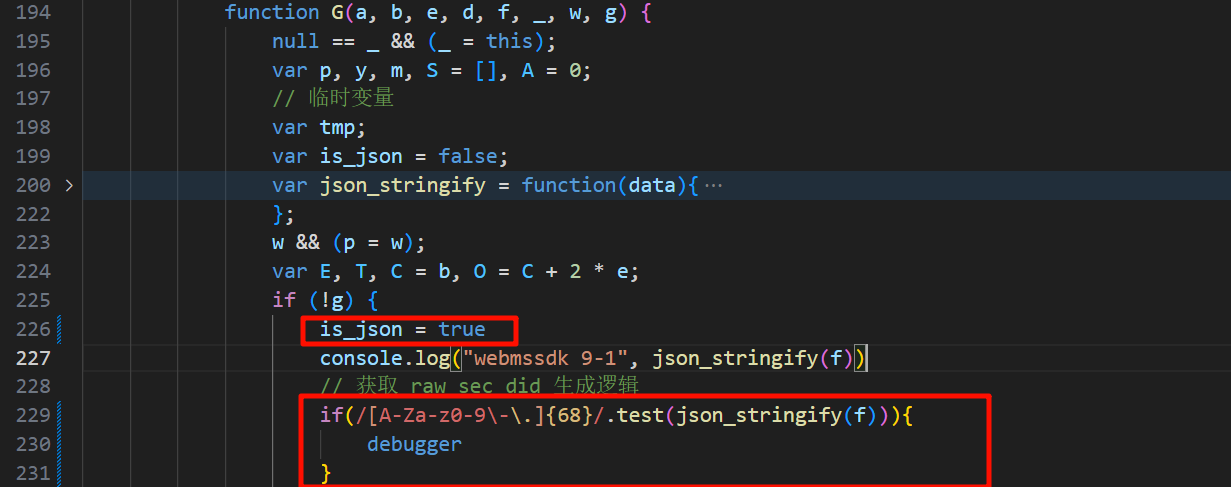 194 function G(a, b, e, d, f, _, w, g) {
195 null == _ && (_ = this);
196 var p, y, m, S = [], A = 0;
197 // 临时变量
198 var tmp;
199 var is_json = false;
200 var json_stringify = function(data){ ⋯
222 };
223 w && (p = w);
224 var E, T, C = b, O = C + 2 * e;
225 if (!g) {
226 is_json = true
227 console.log("webmssdk 9-1", json_stringify(f))
228 // 获取 raw sec did 生成逻辑
229 if(/[A-Za-z0-9\-\.]{68}/.test(json_stringify(f))){
230 debugger
231 }